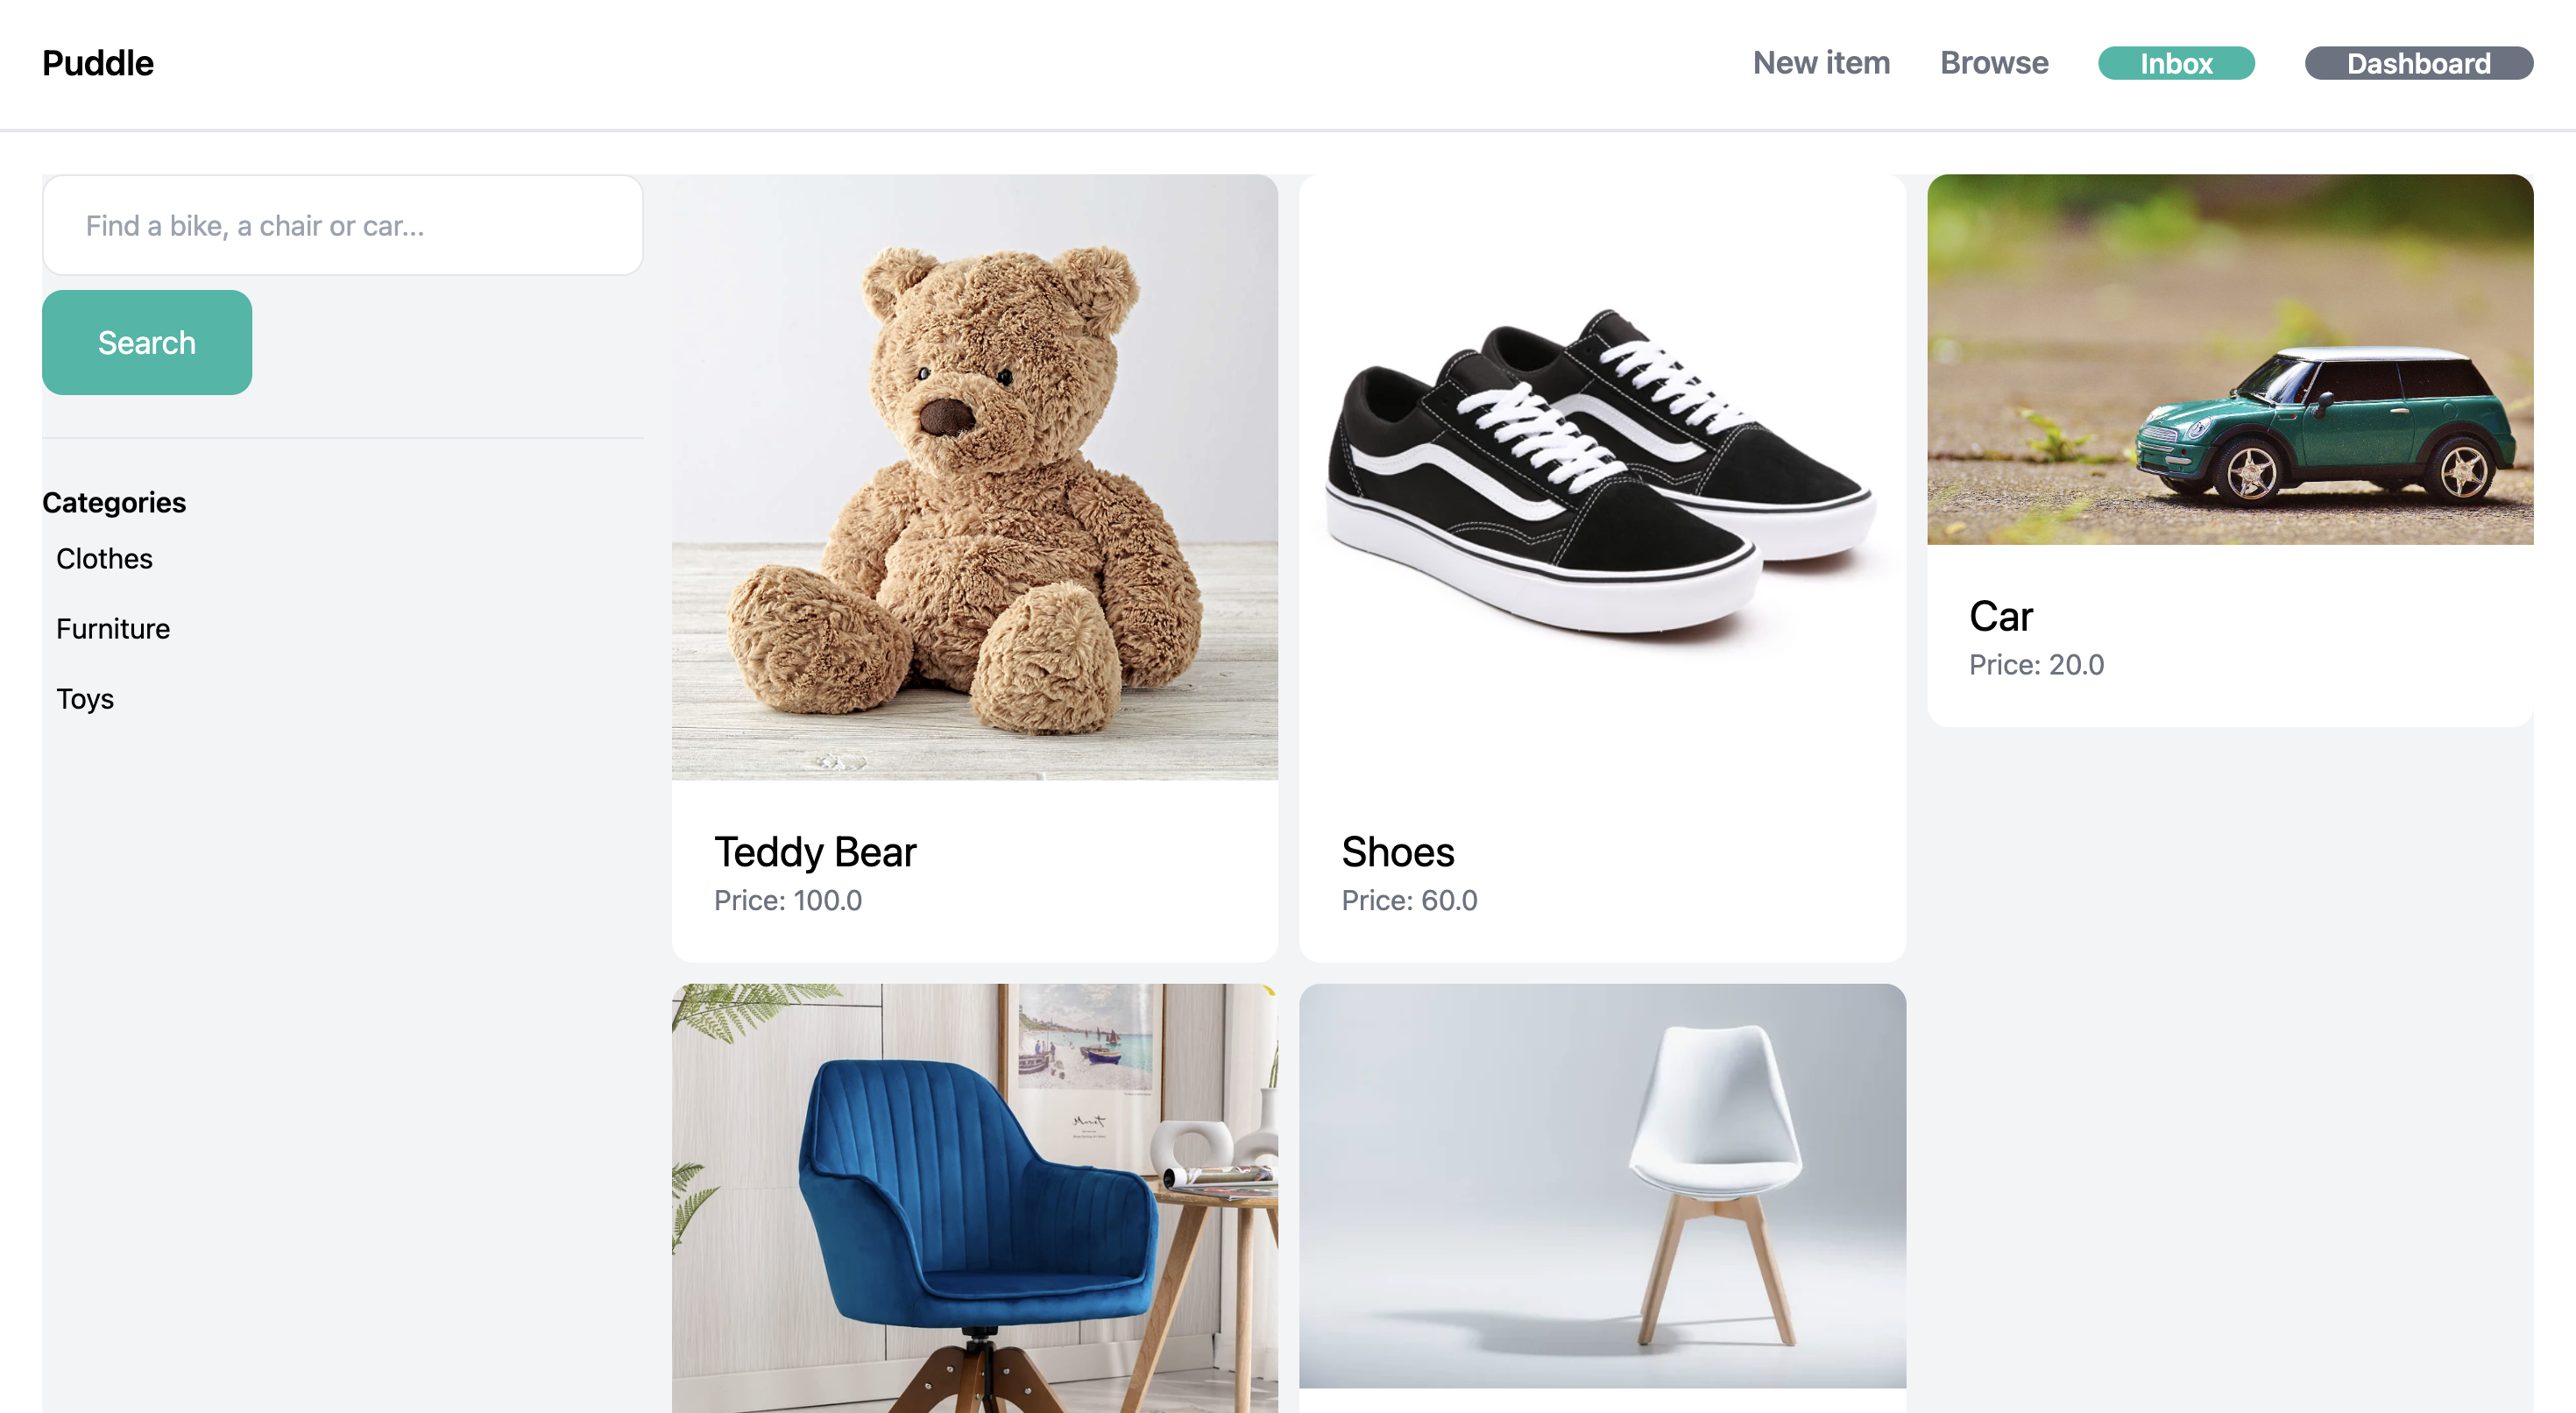 Puddle
New item
Browse
Inbox
Dashboard
Find a bike, a chair or car...
Search
Categories
Clothes
Furniture
Toys
Teddy Bear
Price: 100.0
Shoes
Price: 60.0
Car
Price: 20.0